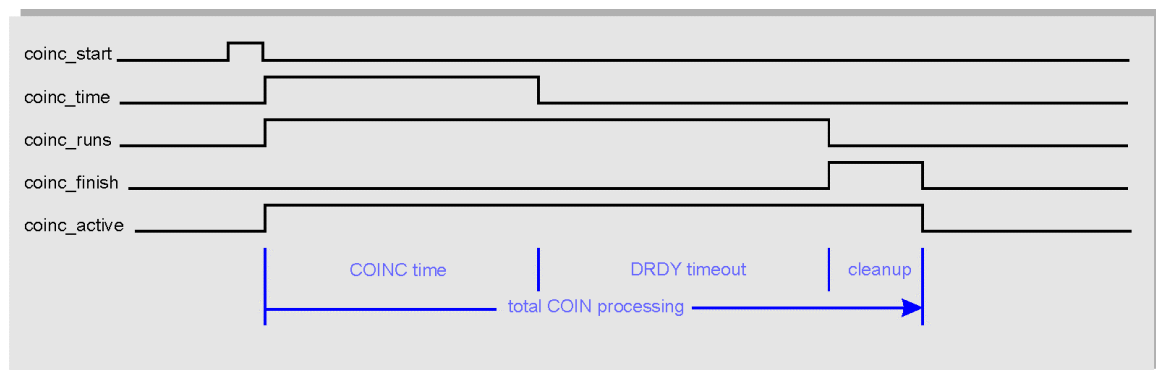 coinc_start
coinc_time
coinc_runs
coinc_finish
coinc_active
COINC time DRDY timeout cleanup
total COIN processing